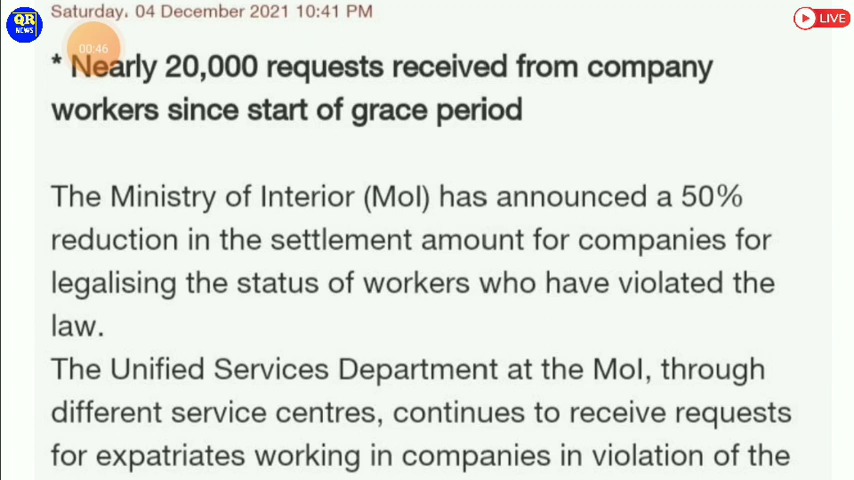 Saturday, 04 December 2021 10:41 PM
QR
NEWS
LIVE
00:46
* Nearly 20,000 requests received from company
workers since start of grace period
The Ministry of Interior (MoI) has announced a 50%
reduction in the settlement amount for companies for
legalising the status of workers who have violated the
law.
The Unified Services Department at the MoI, through
different service centres, continues to receive requests
for expatriates working in companies in violation of the